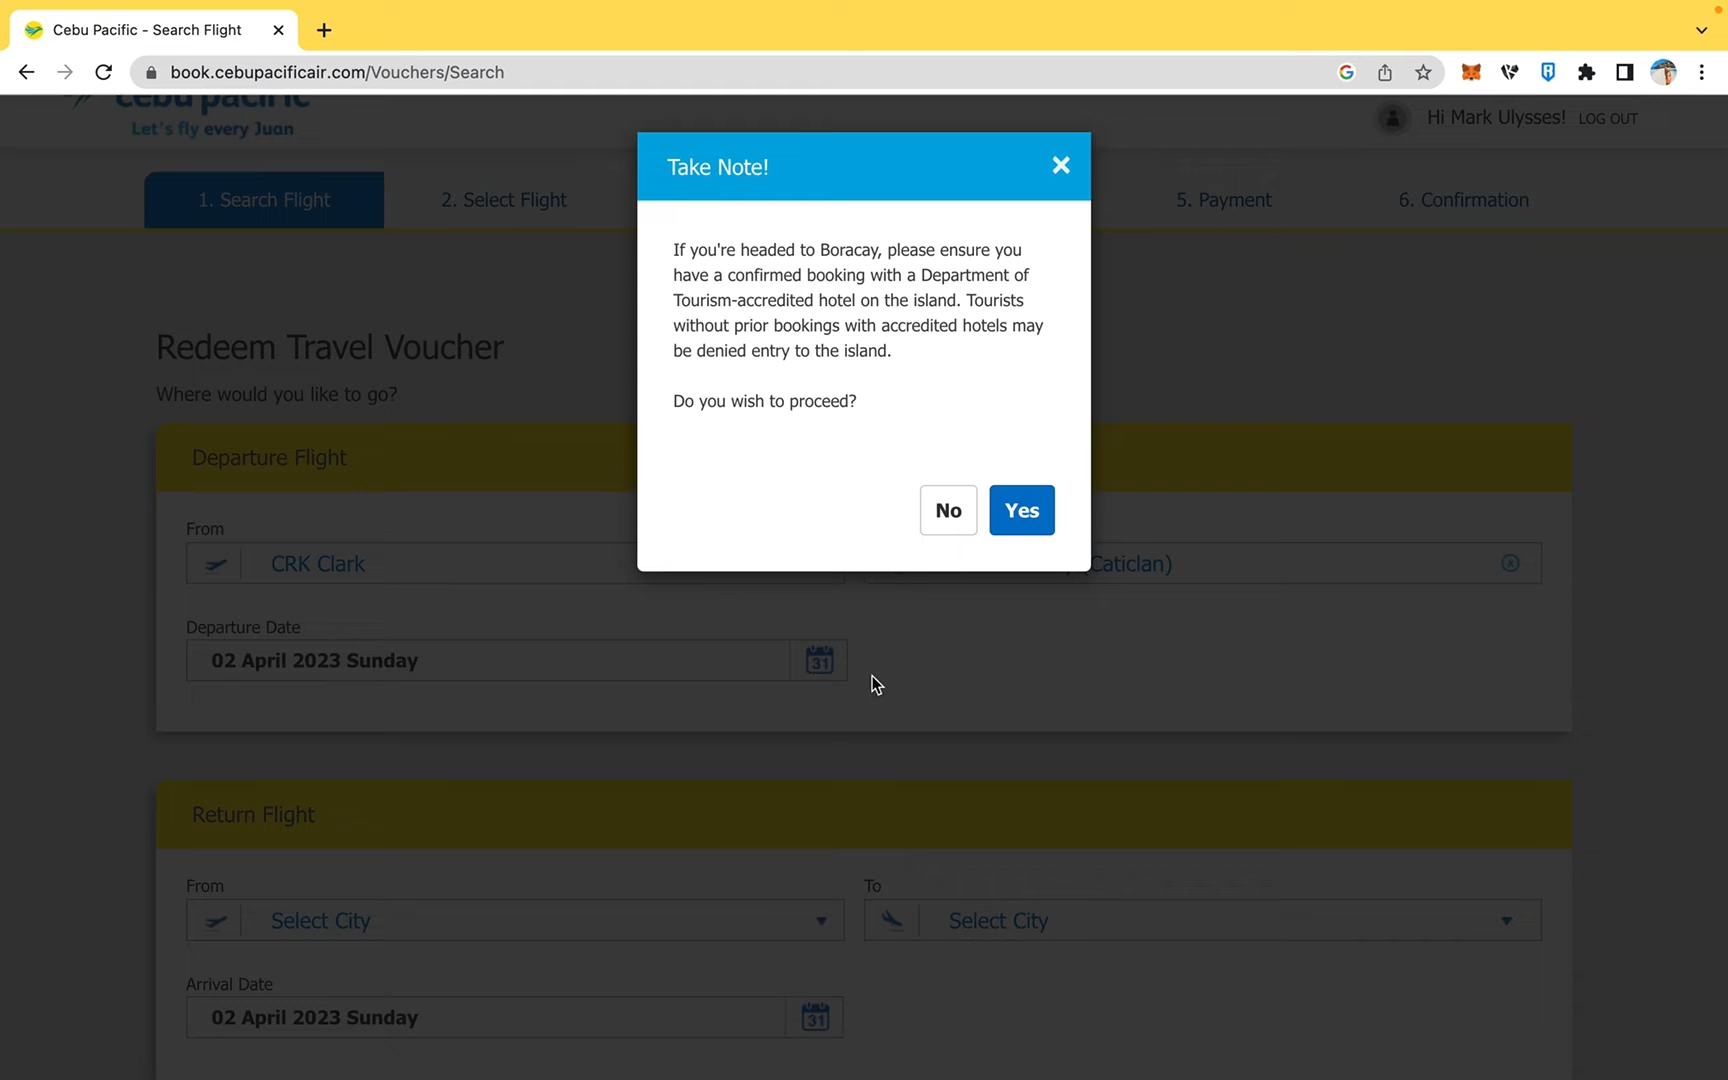 Cebu Pacific - Search Flight
book.cebupacificair.com/Vouchers/Search
cebu pacific
Let's fly every Juan
Hi Mark Ulysses! LOG OUT
Take Note!
1. Search Flight
2. Select Flight
5. Payment
6. Confirmation
If you're headed to Boracay, please ensure you
have a confirmed booking with a Department of
Tourism-accredited hotel on the island. Tourists
without prior bookings with accredited hotels may
be denied entry to the island.
Do you wish to proceed?
No
Yes
Redeem Travel Voucher
Where would you like to go?
Departure Flight
From
CRK Clark
(Caticlan)
Departure Date
02 April 2023 Sunday
31
Return Flight
From
To
Select City
Select City
Arrival Date
02 April 2023 Sunday
31